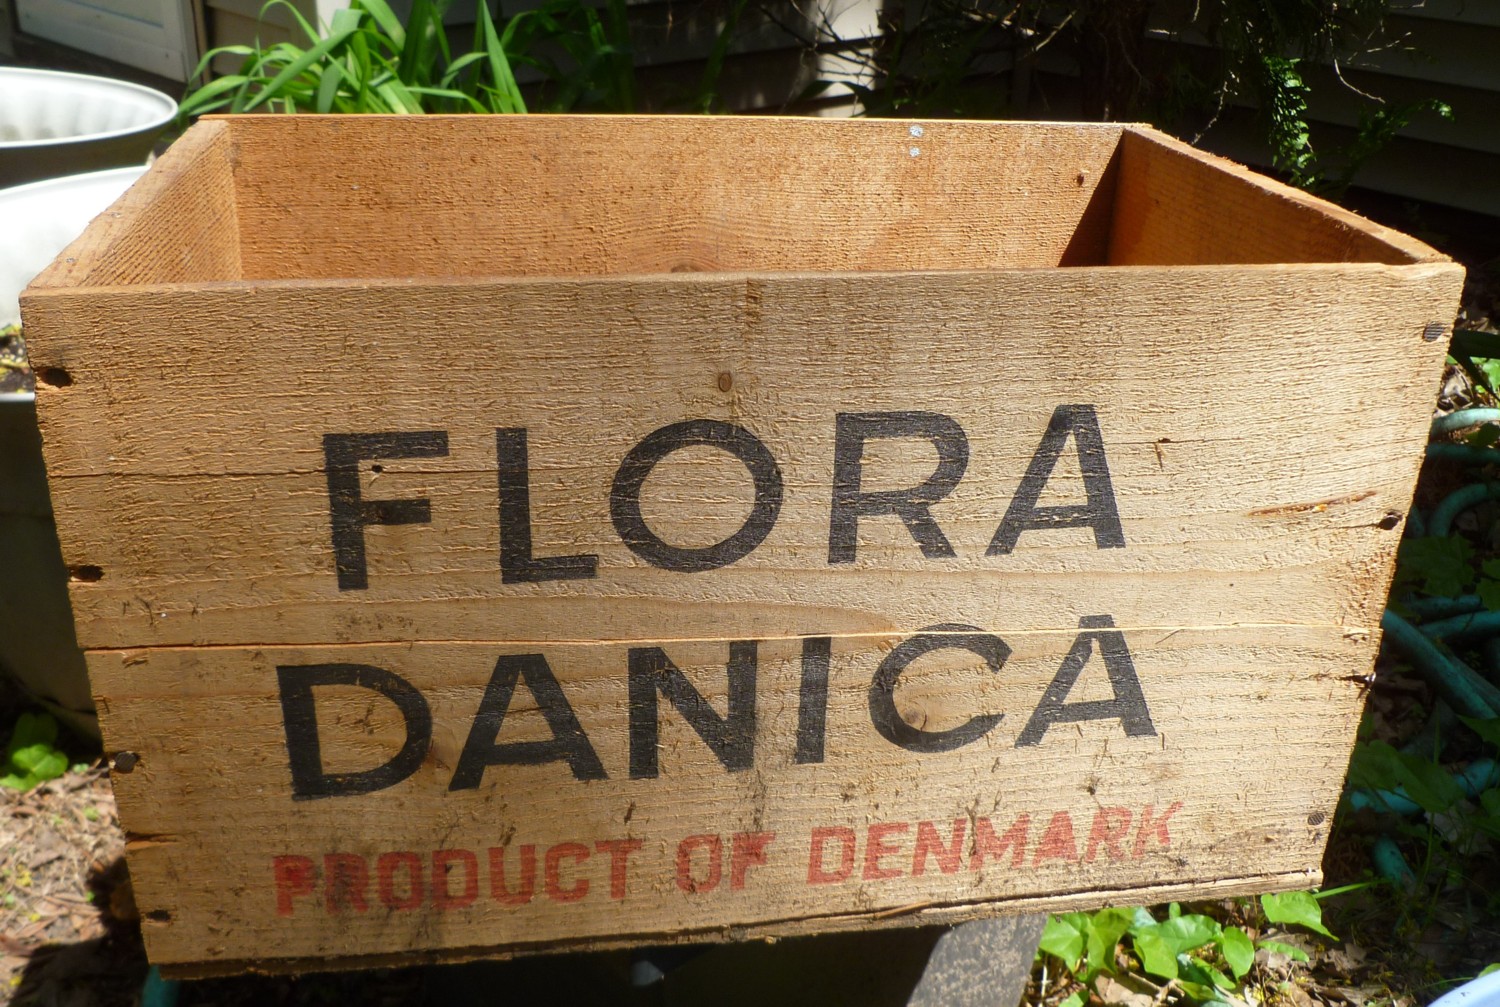 FLORA
DANICA
PRODUCT OF DENMARK